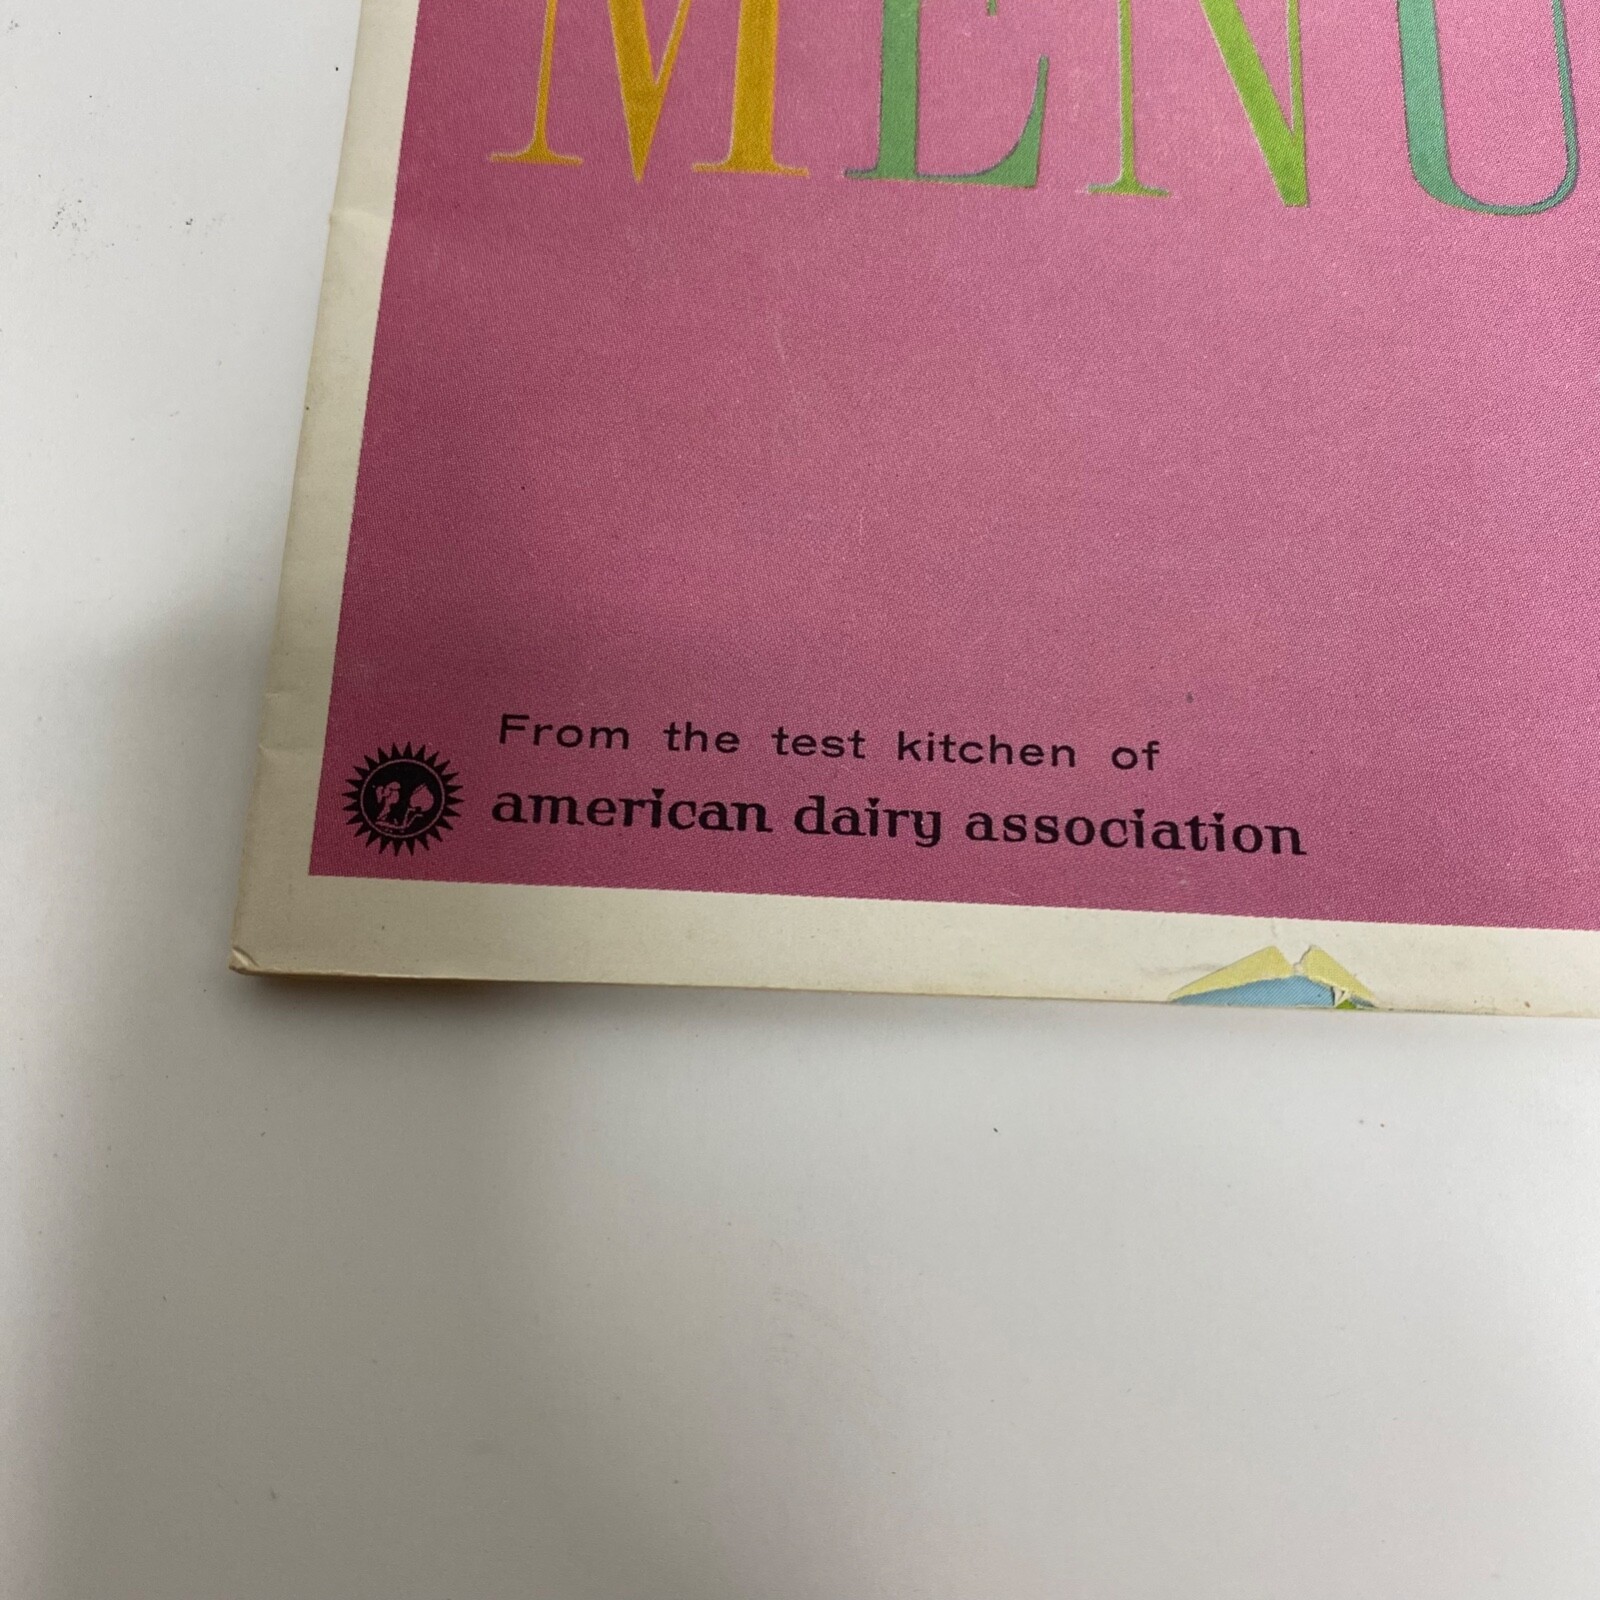 MENU
From the test kitchen of
american dairy association